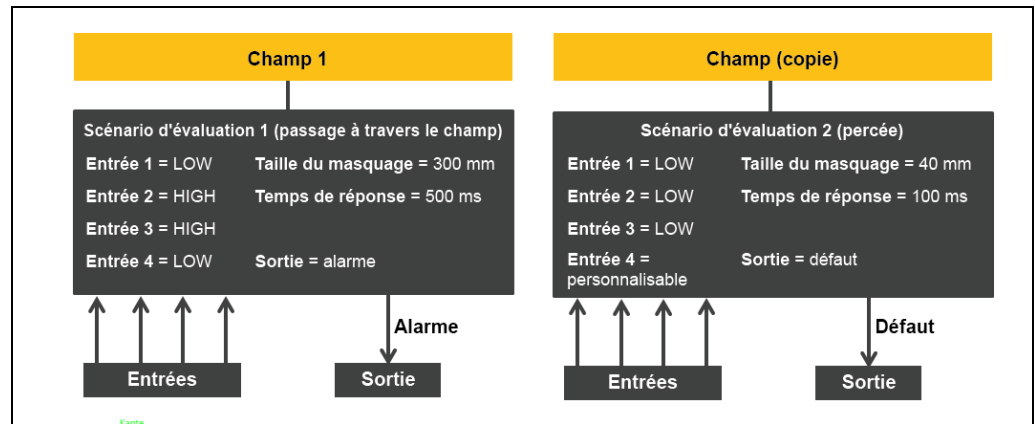 Champ 1
Scénario d'évaluation 1 (passage à travers le champ)
Entrée 1 = LOW
Taille du masquage = 300 mm
Entrée 2 = HIGH
Temps de réponse = 500 ms
Entrée 3 = HIGH
Entrée 4 = LOW
Sortie = alarme
Alarme
Entrées
Sortie
Champ (copie)
Scénario d'évaluation 2 (percée)
Entrée 1 = LOW
Taille du masquage = 40 mm
Entrée 2 = LOW
Temps de réponse = 100 ms
Entrée 3 = LOW
Entrée 4 =
personnalisable
Sortie = défaut
Défaut
Entrées
Sortie